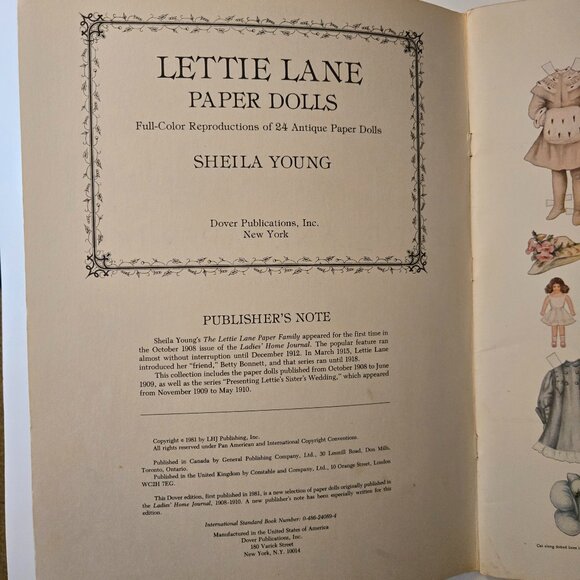 LETTIE LANE
PAPER DOLLS
Full-Color Reproductions of 24 Antique Paper Dolls
SHEILA YOUNG
Dover Publications, Inc.
New York
PUBLISHER'S NOTE
Sheila Young's The Lettie Lane Paper Family appeared for the first time in
the October 1908 issue of the Ladies' Home Journal. The popular feature ran
almost without interruption until December 1912. In March 1915, Lettie Lane
introduced her "friend," Betty Bonnett, and that series ran until 1918.
This collection includes the paper dolls published from October 1908 to June
1909, as well as the series "Presenting Lettie's Sister's Wedding," which appeared
from November 1909 to May 1910.
Copyright © 1981 by LHJ Publishing, Inc.
All rights reserved under Pan American and International Copyright Conventions.
Published in Canada by General Publishing Company, Ltd., 30 Lesmill Road, Don Mills,
Toronto, Ontario.
Published in the United Kingdom by Constable and Company, Ltd., 10 Orange Street, London
WC2H 7EG.
This Dover edition, first published in 1981, is a new selection of paper dolls originally published in
the Ladies' Home Journal, 1908-1910. A new publisher's note has been especially written for this
edition.
International Standard Book Number: 0-486-24089-4
Manufactured in the United States of America
Dover Publications, Inc.
180 Varick Street
New York, N.Y. 10014
Cut along dotted lines